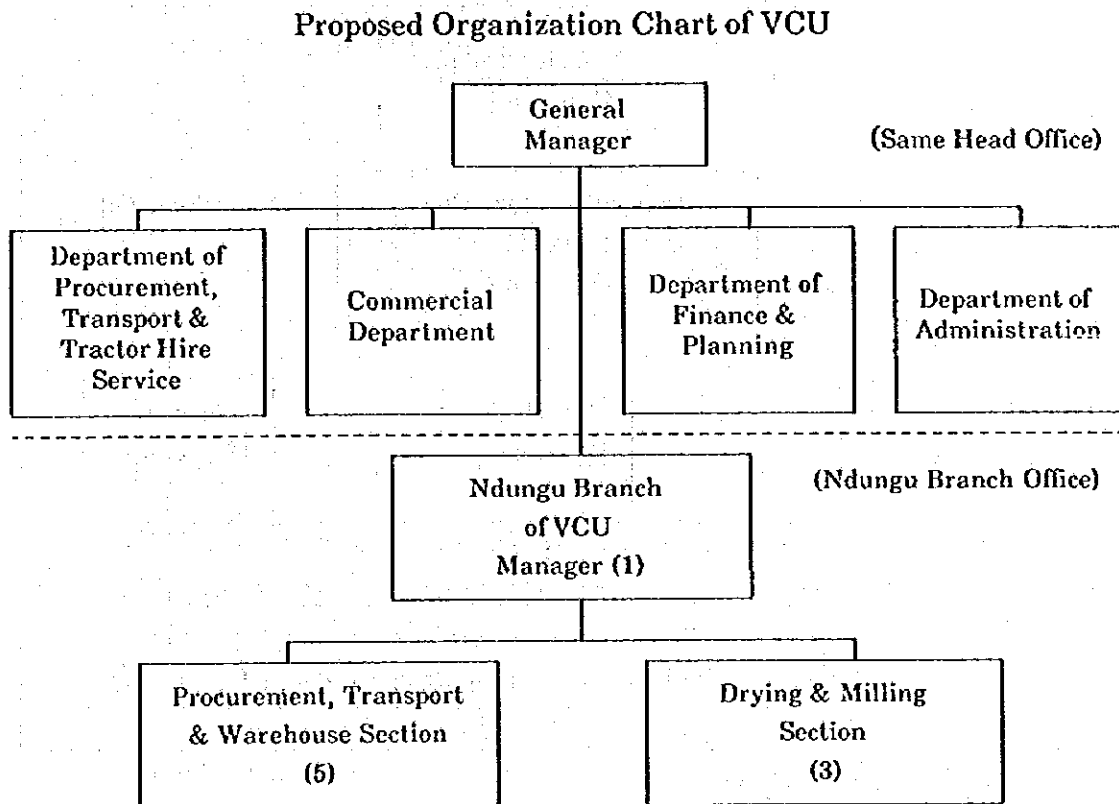 Proposed Organization Chart of VCU
General
Manager
(Same Head Office)
Department of
Procurement,
Transport &
Tractor Hire
Service
Commercial
Department
Department of
Finance &
Planning
Department of
Administration
(Ndungu Branch Office)
Ndungu Branch
of VCU
Manager (1)
Procurement, Transport
& Warehouse Section
(5)
Drying & Milling
Section
(3)